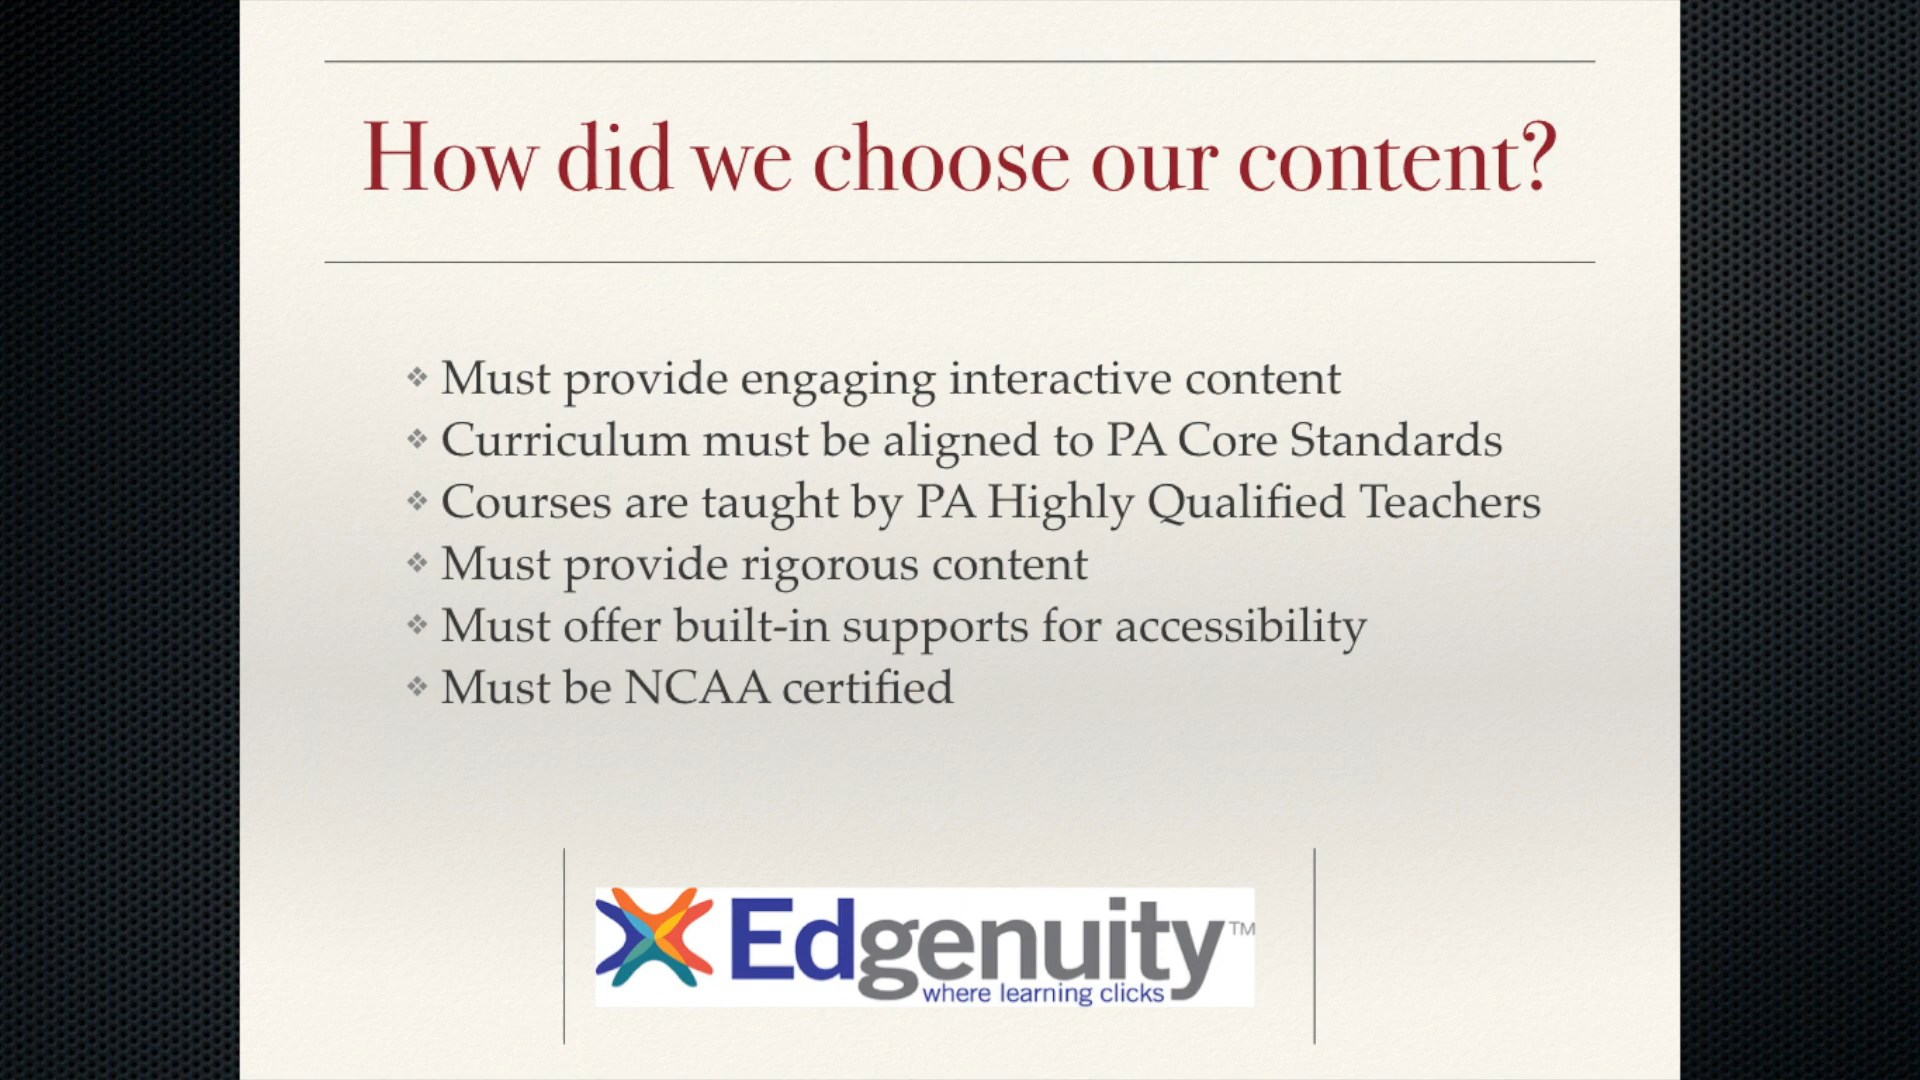 How did we choose our content?
❖ Must provide engaging interactive content
❖ Curriculum must be aligned to PA Core Standards
❖ Courses are taught by PA Highly Qualified Teachers
❖ Must provide rigorous content
❖ Must offer built-in supports for accessibility
❖ Must be NCAA certified
Edgenuity™
where learning clicks